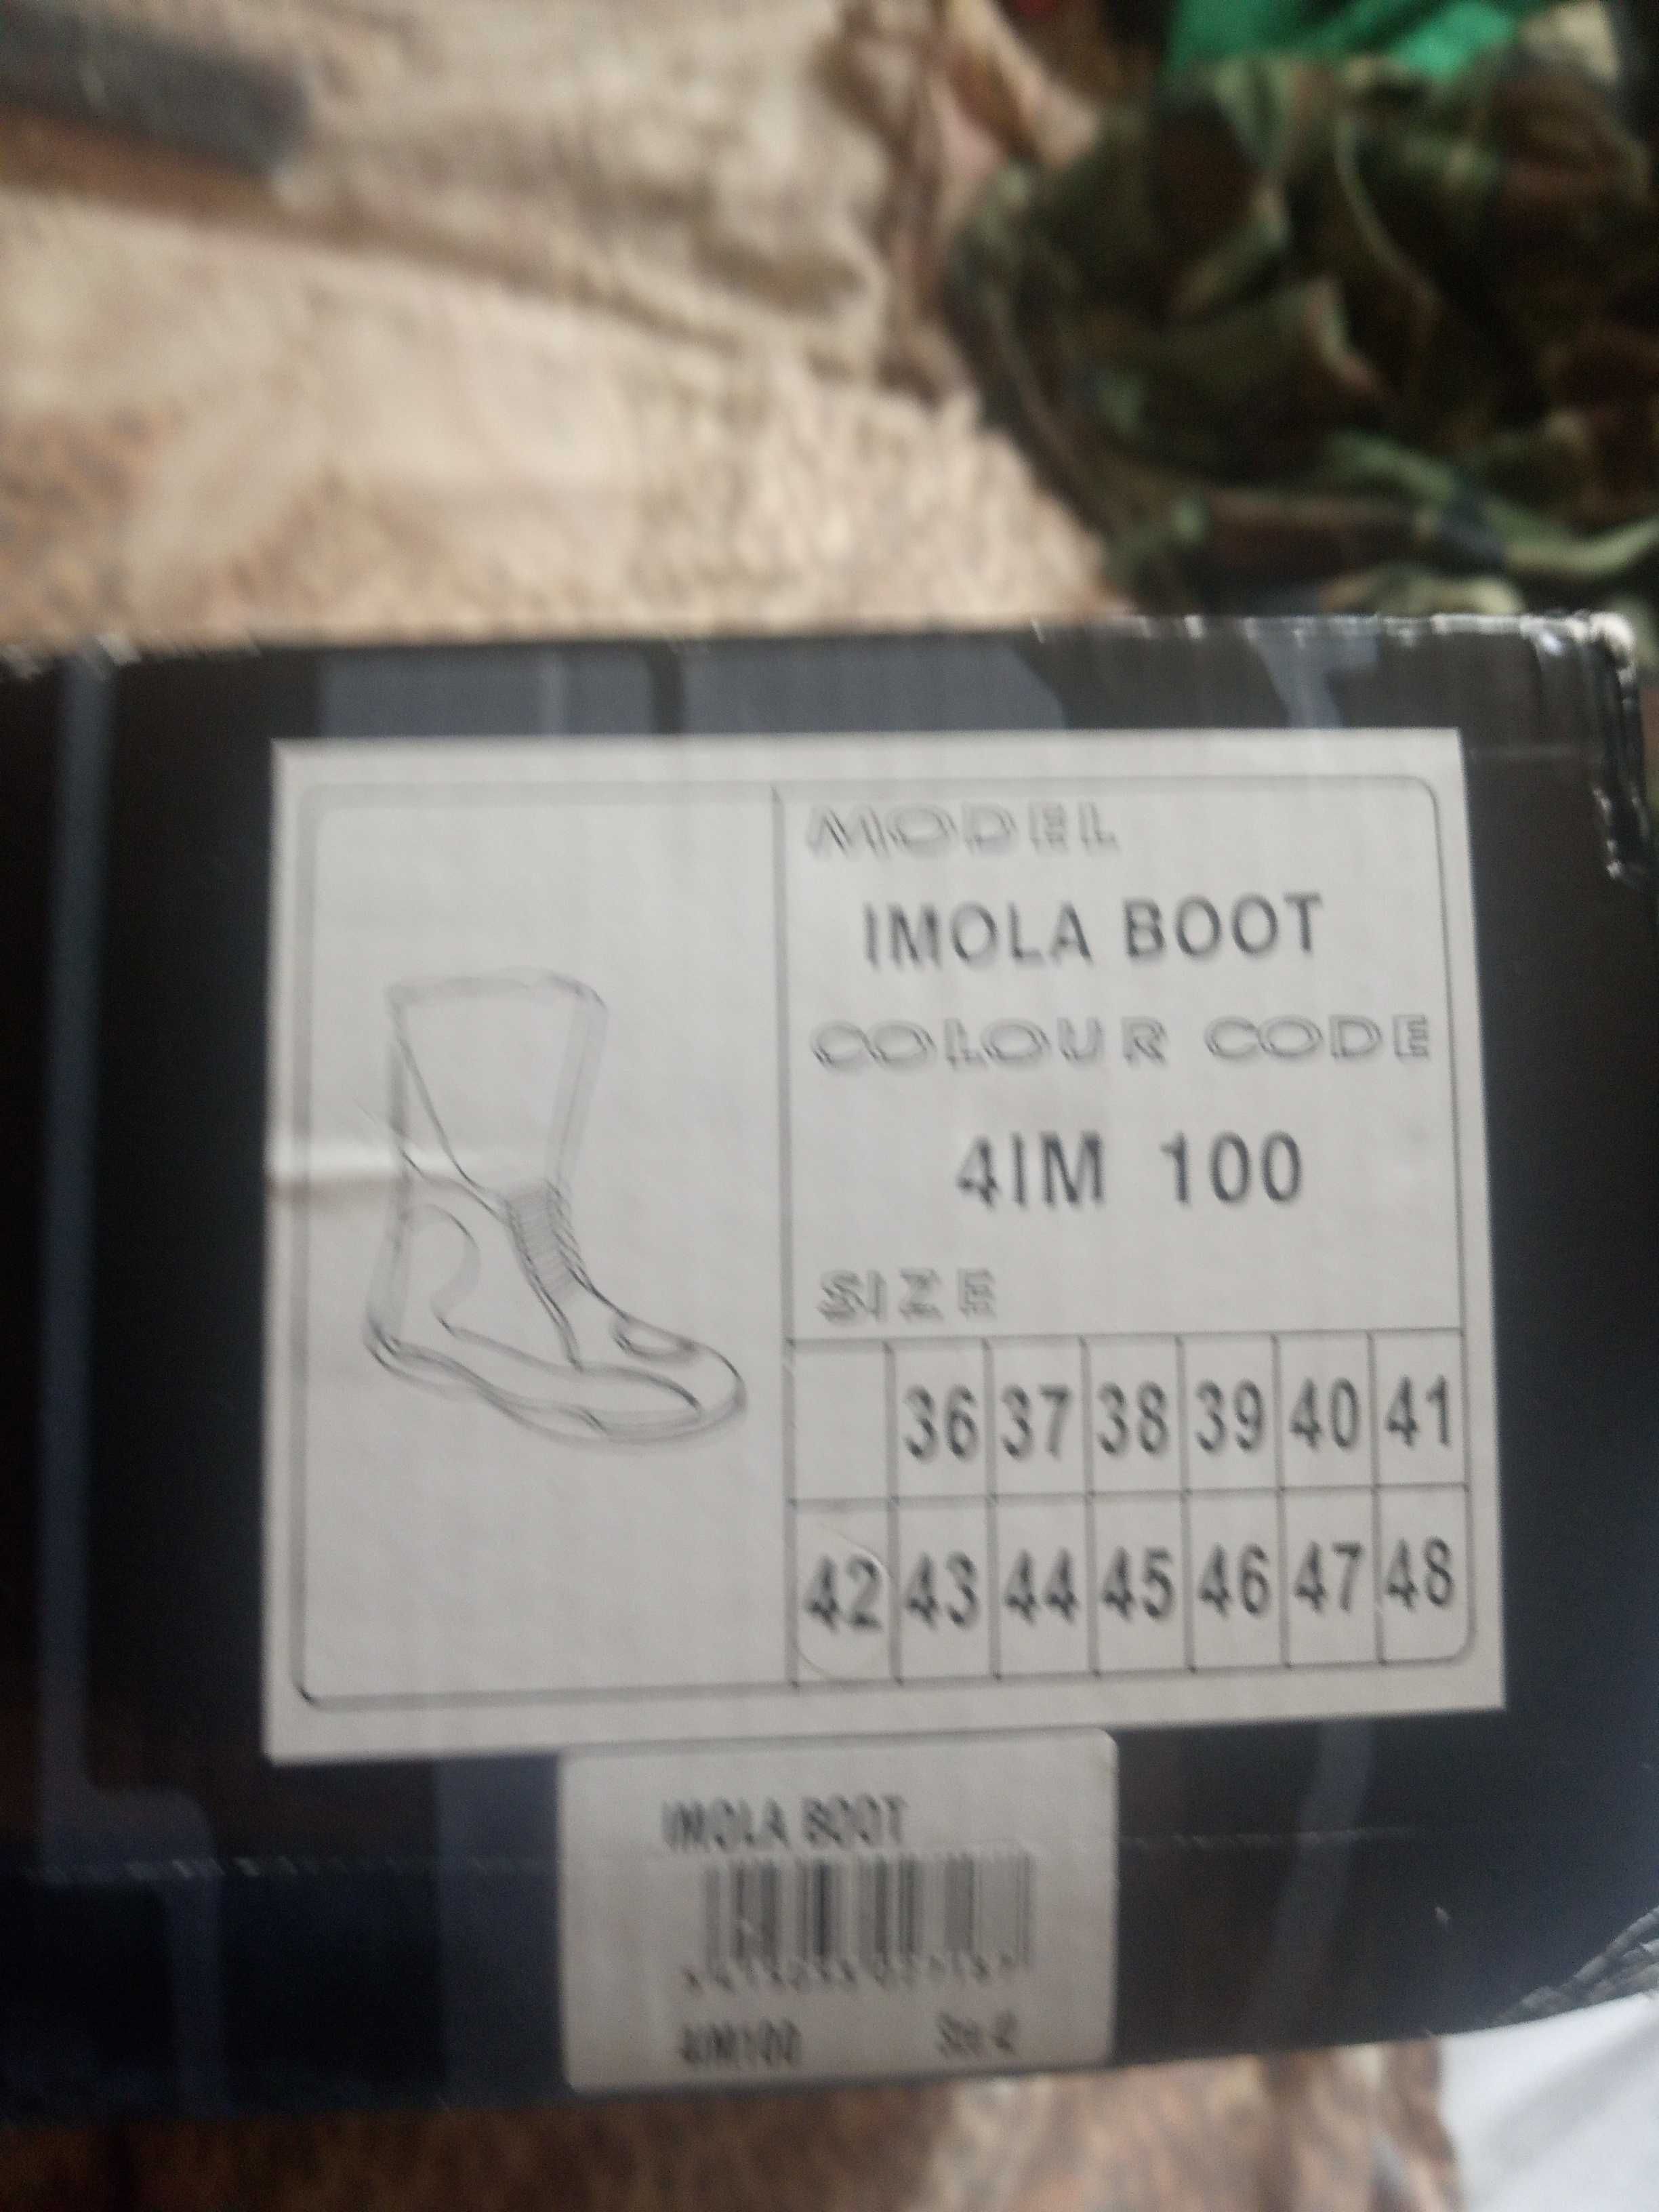 MODEL
IMOLA BOOT
COLOUR CODE
4IM 100
SIZE
36 37 38 39 40 41
42 43 44 45 46 47 48
IMOLA BOOT
4IM100